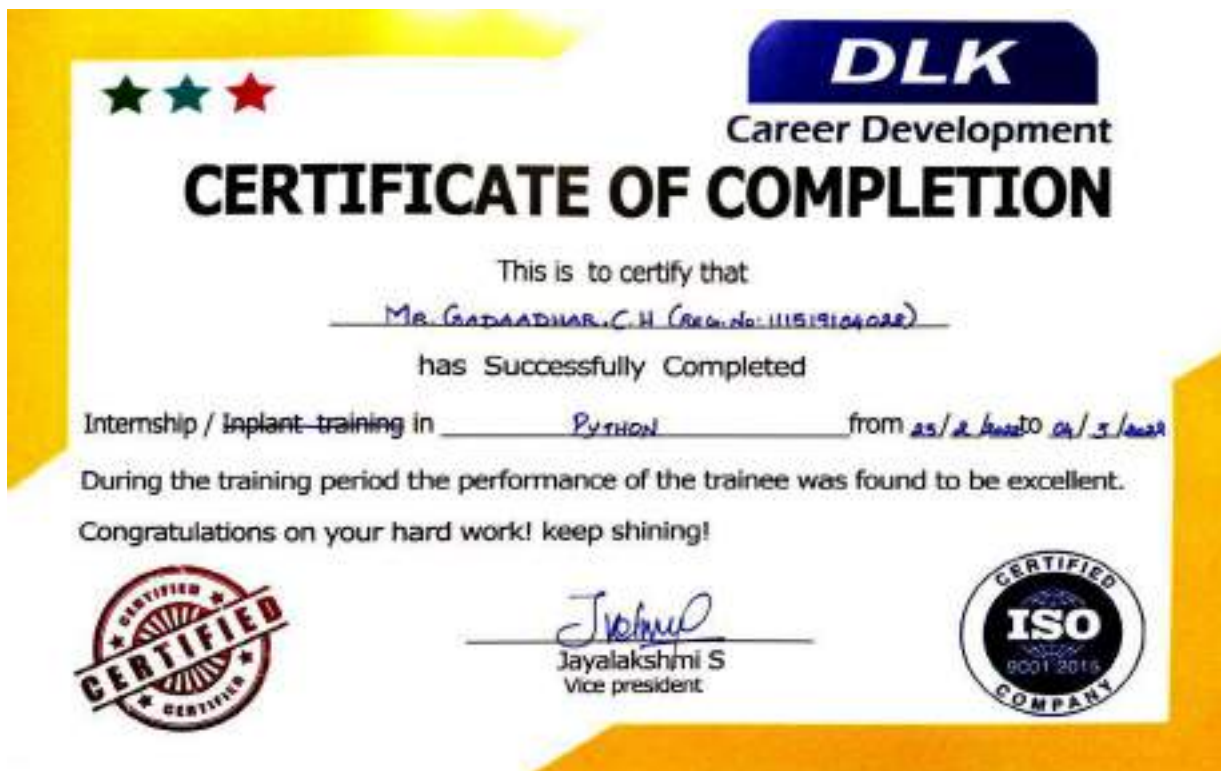 DLK
Career Development
CERTIFICATE OF COMPLETION
This is to certify that
MR. GADAADHAR.C.H (REG.No: 111519104028)
has Successfully Completed
Internship / Inplant training in PYTHON from /2/2022 to 04/3/2022
During the training period the performance of the trainee was found to be excellent.
Congratulations on your hard work! keep shining!
CERTIFIED
CERTIFIED
CERTIFIED
Jayalakshmi S
Vice president
CERTIFIED
ISO
9001 2015
COMPANY